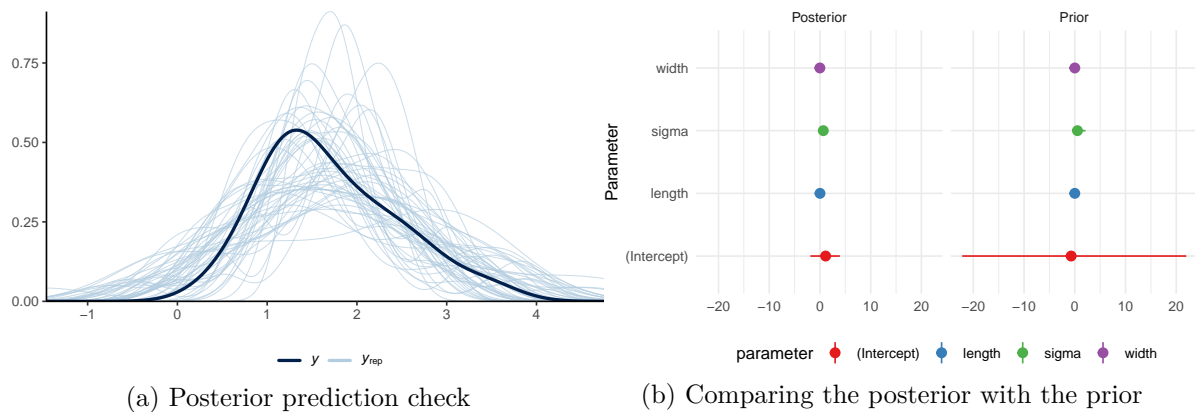 0.75
0.50
0.25
0.00
−1 0 1 2 3 4
y yrep
(a) Posterior prediction check
Posterior Prior
Parameter
width
sigma
length
(Intercept)
−20 −10 0 10 20 −20 −10 0 10 20
parameter (Intercept) length sigma width
(b) Comparing the posterior with the prior